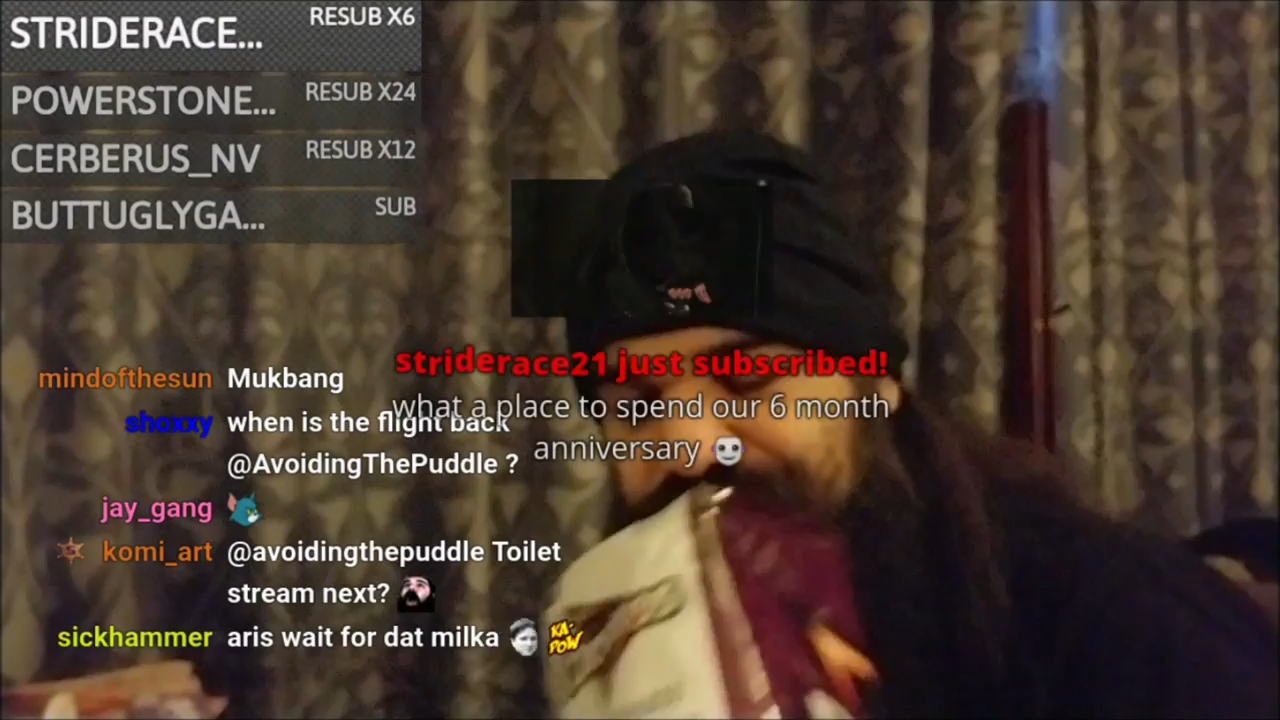 STRIDERACE... RESUB X6
POWERSTONE... RESUB X24
CERBERUS_NV RESUB X12
BUTTUGLYGA... SUB
striderace21 just subscribed!
what a place to spend our 6 month
anniversary
mindofthesun Mukbang
shoxxy when is the flight back
@AvoidingThePuddle ?
jay_gang
komi_art @avoidingthepuddle Toilet
stream next?
sickhammer aris wait for dat milka KA-
POW